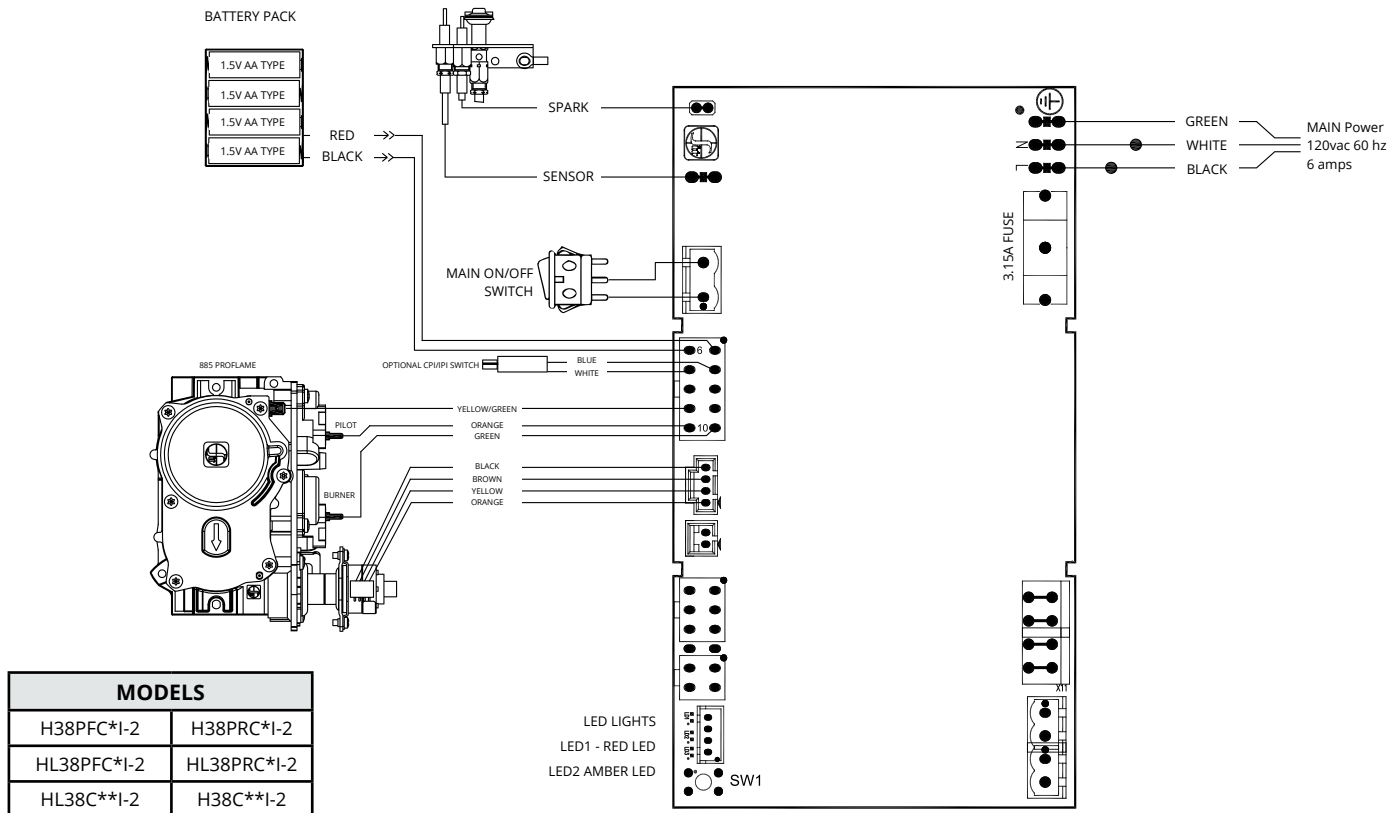 BATTERY PACK
1.5V AA TYPE
1.5V AA TYPE
1.5V AA TYPE
1.5V AA TYPE
RED
BLACK
SPARK
SENSOR
MAIN ON/OFF
SWITCH
OPTIONAL CPI/IPI SWITCH
BLUE
WHITE
6
10
885 PROFLAME
PILOT
BURNER
YELLOW/GREEN
ORANGE
GREEN
BLACK
BROWN
YELLOW
ORANGE
N
L
GREEN
WHITE
BLACK
MAIN Power
120vac 60 hz
6 amps
3.15A FUSE
X11
LED LIGHTS
LED1 - RED LED
LED2 AMBER LED
SW1
MODELS
H38PFC*I-2 H38PRC*I-2
HL38PFC*I-2 HL38PRC*I-2
HL38C**I-2 H38C**I-2